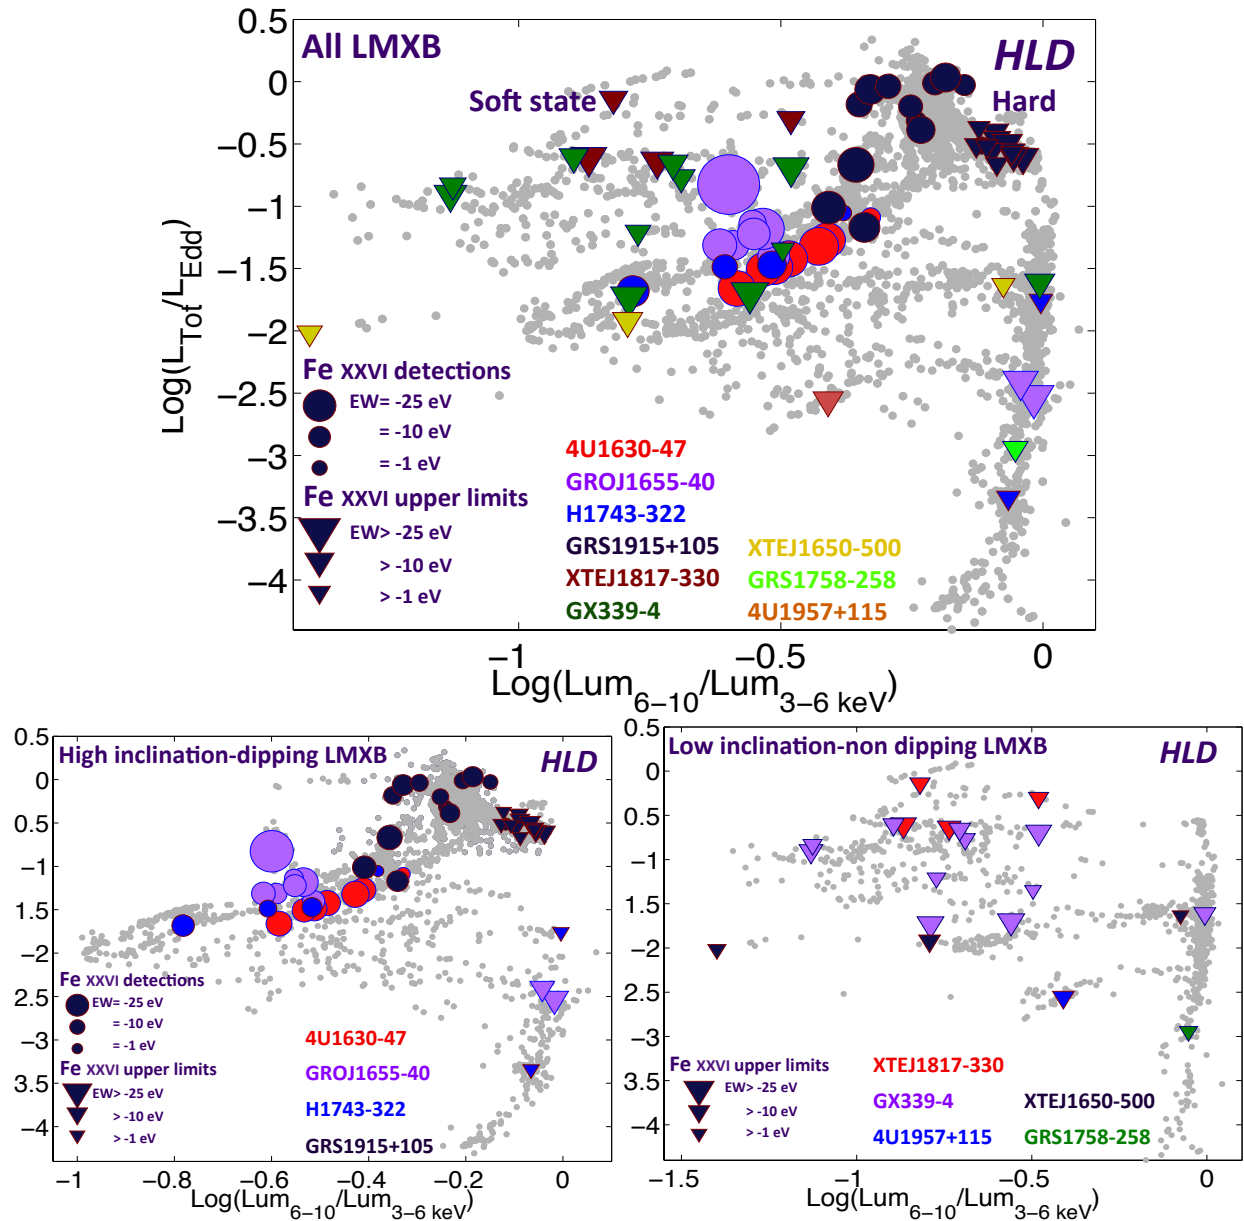 All LMXB
HLD
Soft state
Hard
0.5
0
−0.5
−1
−1.5
−2
−2.5
−3
−3.5
−4
Log(L_Tot/L_Edd)
Fe XXVI detections
EW= -25 eV
= -10 eV
= -1 eV
Fe XXVI upper limits
EW> -25 eV
> -10 eV
> -1 eV
4U1630-47
GROJ1655-40
H1743-322
GRS1915+105
XTEJ1817-330
GX339-4
XTEJ1650-500
GRS1758-258
4U1957+115
−1
−0.5
0
Log(Lum_6−10/Lum_3−6 keV)
High inclination-dipping LMXB
HLD
0.5
0
0.5
−1
1.5
−2
2.5
−3
3.5
−4
Fe XXVI detections
EW= -25 eV
= -10 eV
= -1 eV
Fe XXVI upper limits
EW> -25 eV
> -10 eV
> -1 eV
4U1630-47
GROJ1655-40
H1743-322
GRS1915+105
−1
−0.8
−0.6
−0.4
−0.2
0
Log(Lum_6−10/Lum_3−6 keV)
Low inclination-non dipping LMXB
HLD
0.5
0
0.5
−1
1.5
−2
2.5
−3
3.5
−4
Fe XXVI upper limits
EW> -25 eV
> -10 eV
> -1 eV
XTEJ1817-330
GX339-4
4U1957+115
XTEJ1650-500
GRS1758-258
−1.5
−1
−0.5
0
Log(Lum_6−10/Lum_3−6 keV)